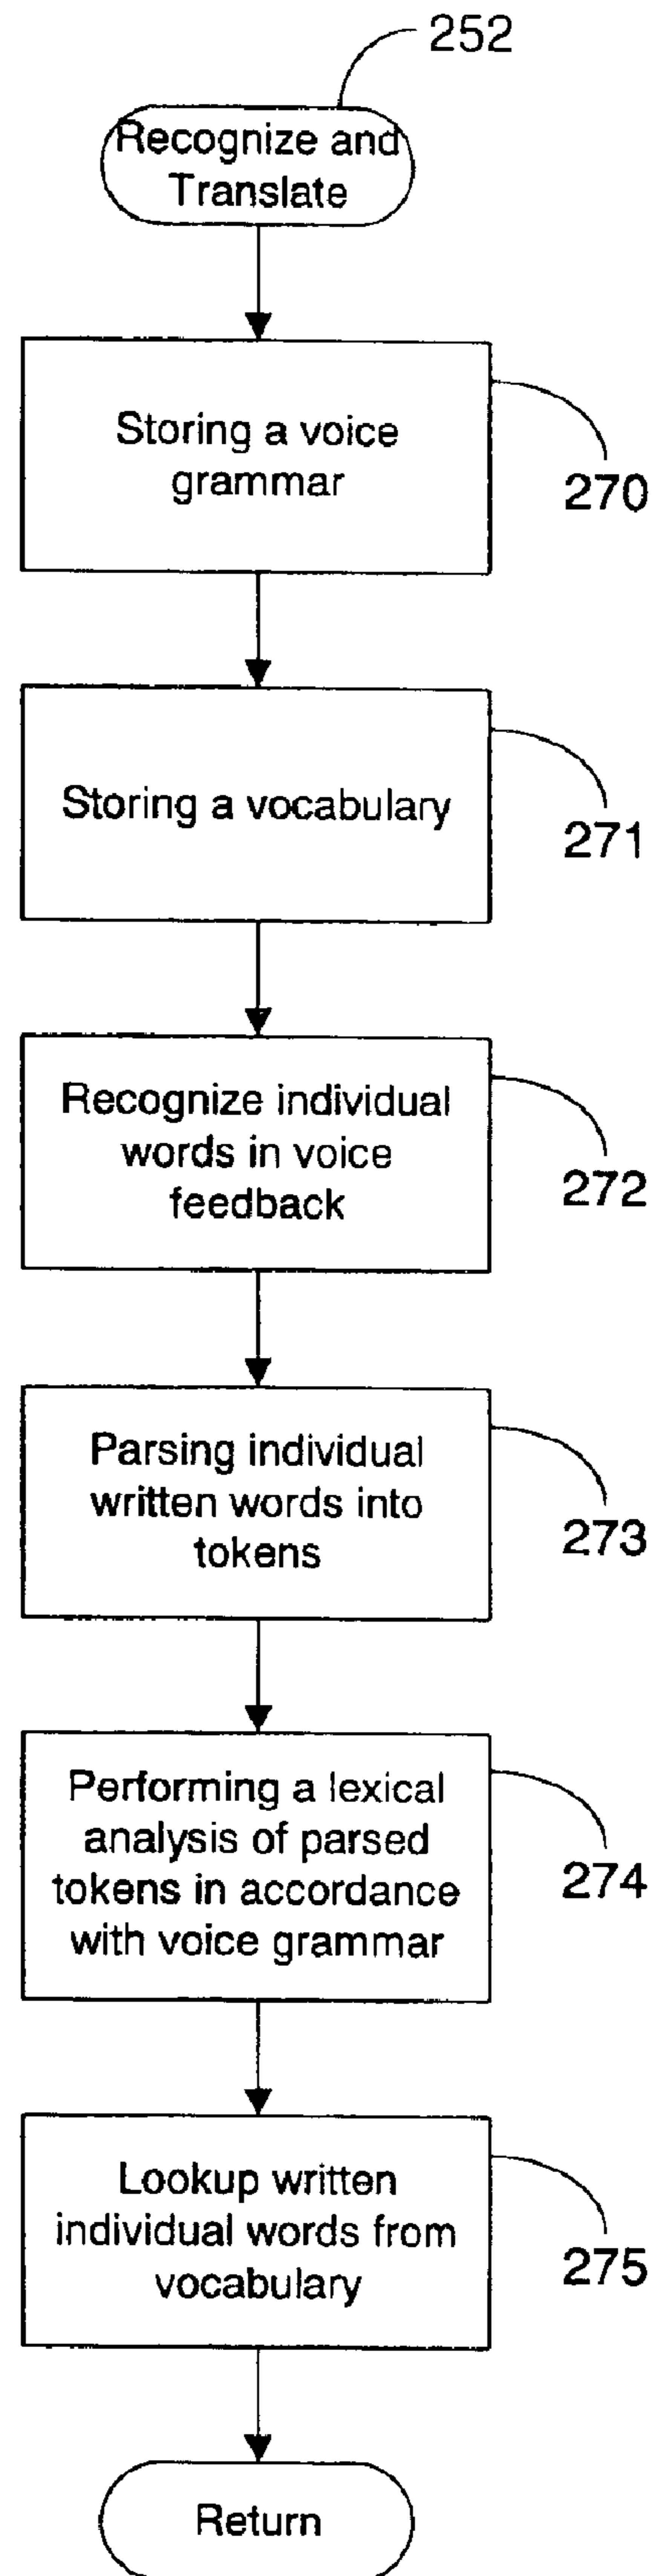 252
Recognize and
Translate
Storing a voice
grammar
270
Storing a vocabulary
271
Recognize individual
words in voice
feedback
272
Parsing individual
written words into
tokens
273
Performing a lexical
analysis of parsed
tokens in accordance
with voice grammar
274
Lookup written
individual words from
vocabulary
275
Return